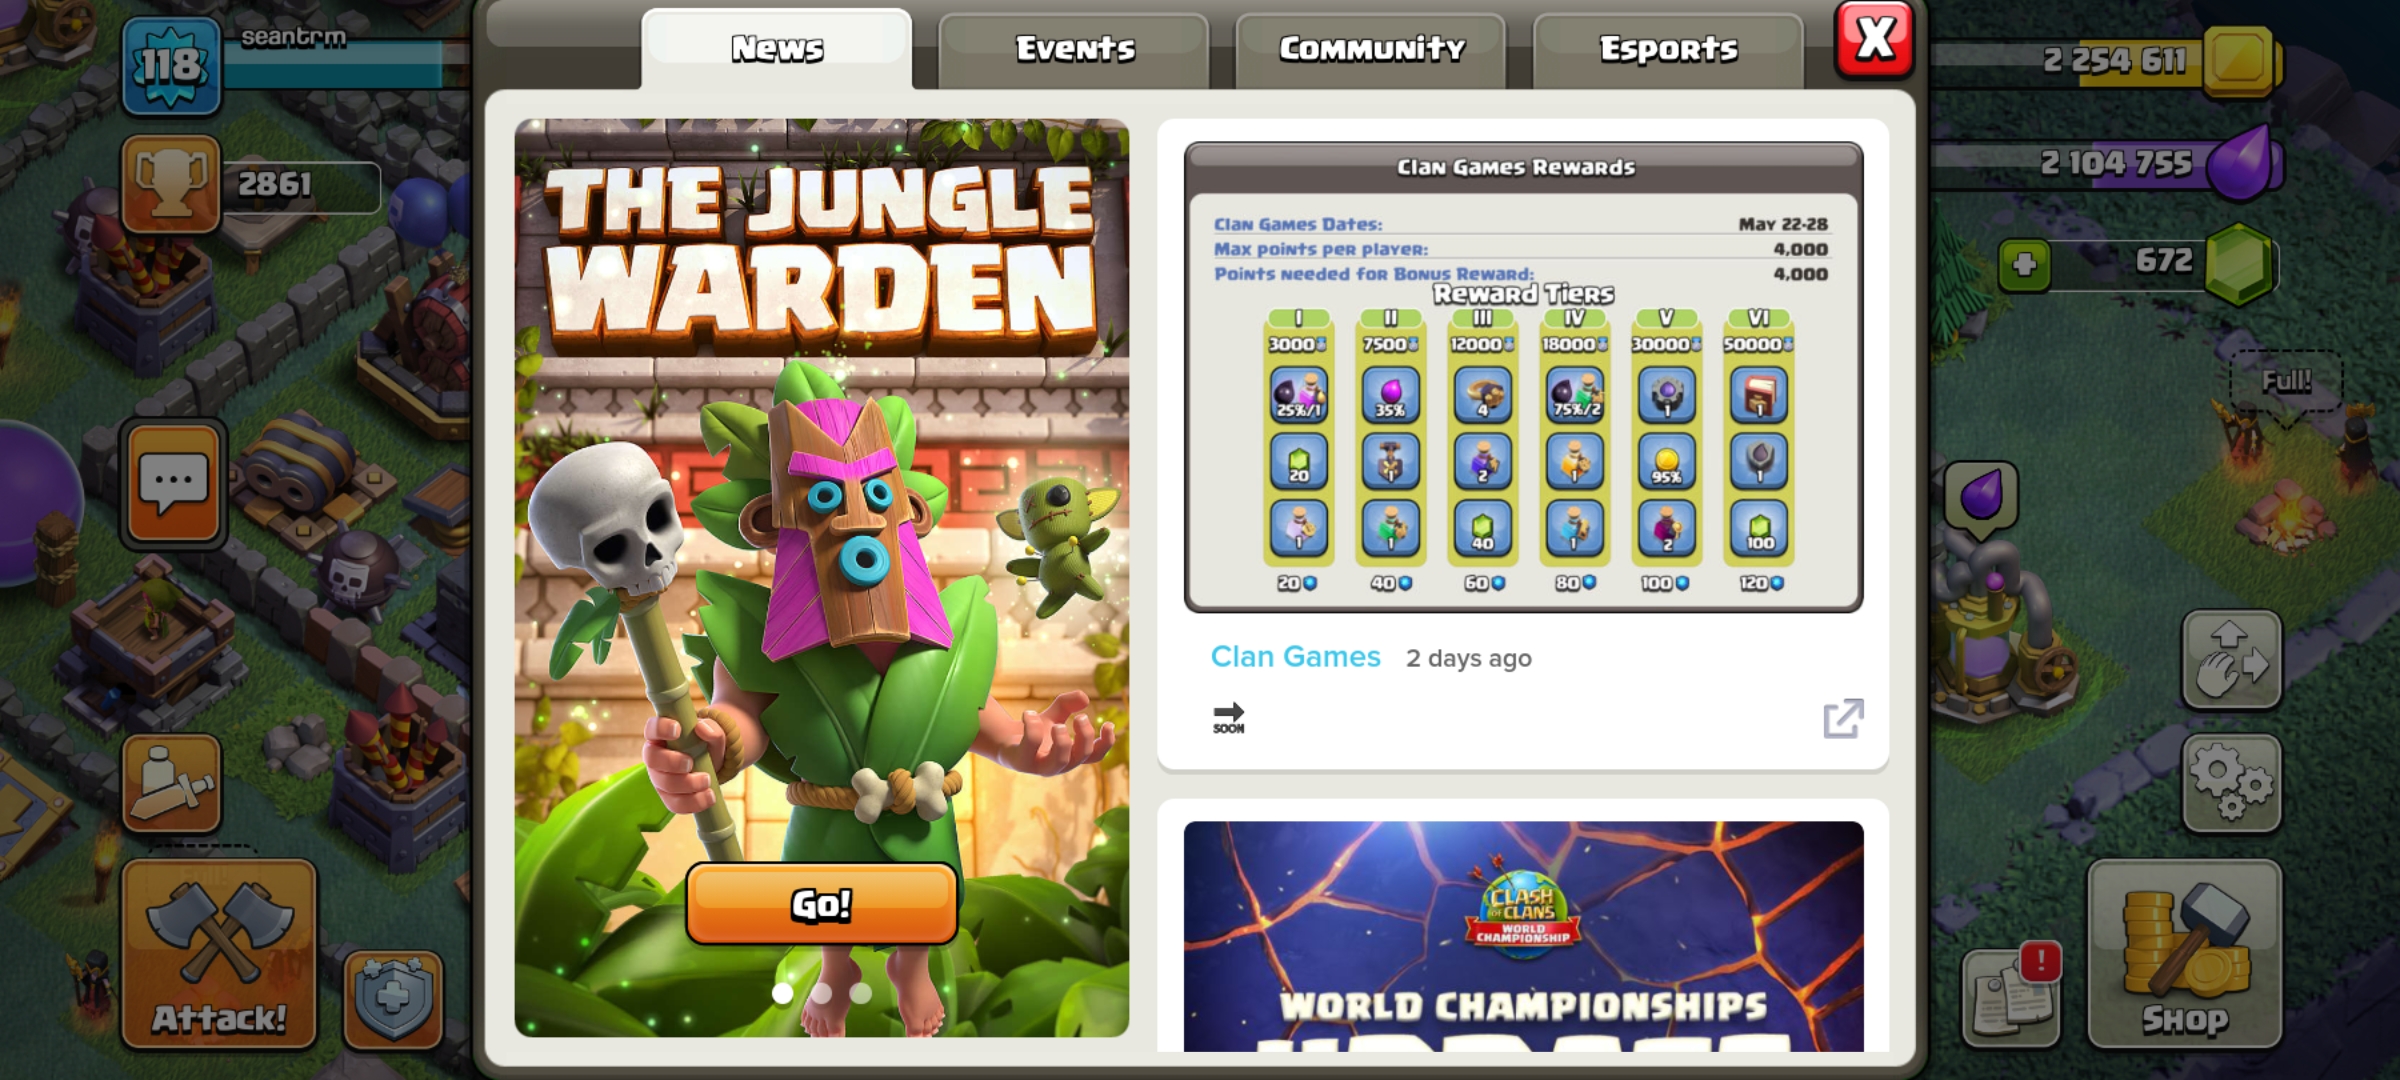 seantrm
118
2861
News
Events
Community
Esports
X
2 254 611
2 104 755
672
Full!
THE JUNGLE
WARDEN
Go!
Clan Games Rewards
Clan Games Dates: May 22-28
Max points per player: 4,000
Points needed for Bonus Reward: 4,000
Reward Tiers
I II III IV V VI
3000 7500 12000 18000 30000 50000
25%/1 35% 4 75%/2 1 1
20 1 2 1 95% 1
1 1 40 1 2 100
20 40 60 80 100 120
Clan Games 2 days ago
SOON
CLASH
OF CLANS
WORLD
CHAMPIONSHIP
WORLD CHAMPIONSHIPS
Attack!
!
Shop